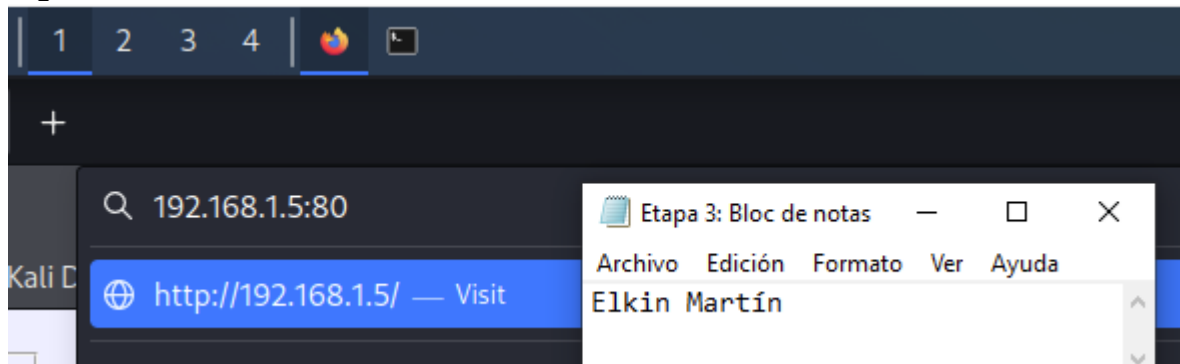 1 2 3 4
+
192.168.1.5:80
Kali D
http://192.168.1.5/ — Visit
Etapa 3: Bloc de notas
Archivo Edición Formato Ver Ayuda
Elkin Martín